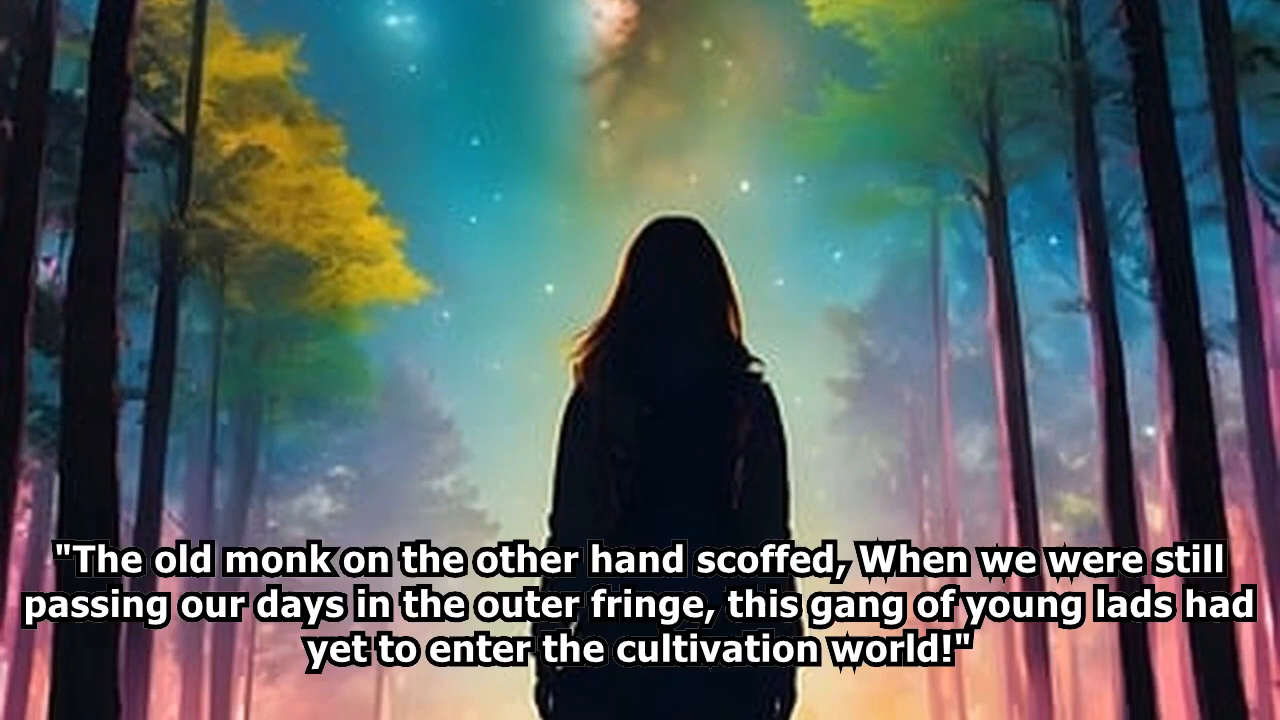 "The old monk on the other hand scoffed, When we were still
passing our days in the outer fringe, this gang of young lads had
yet to enter the cultivation world!"